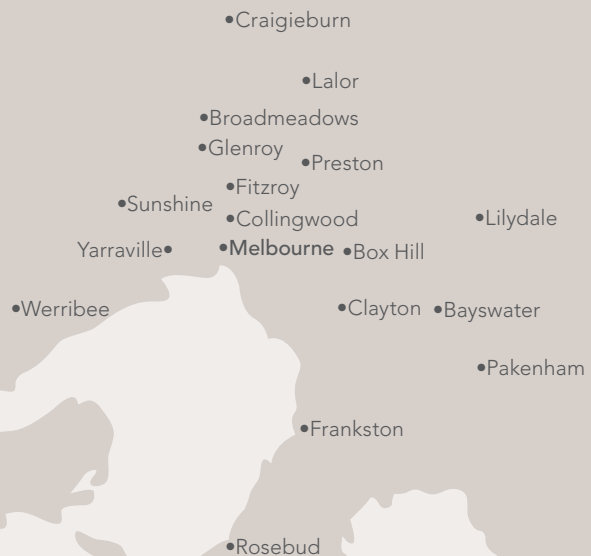 Craigieburn
Lalor
Broadmeadows
Glenroy
Preston
Fitzroy
Sunshine
Collingwood
Lilydale
Yarraville
Melbourne
Box Hill
Werribee
Clayton
Bayswater
Pakenham
Frankston
Rosebud